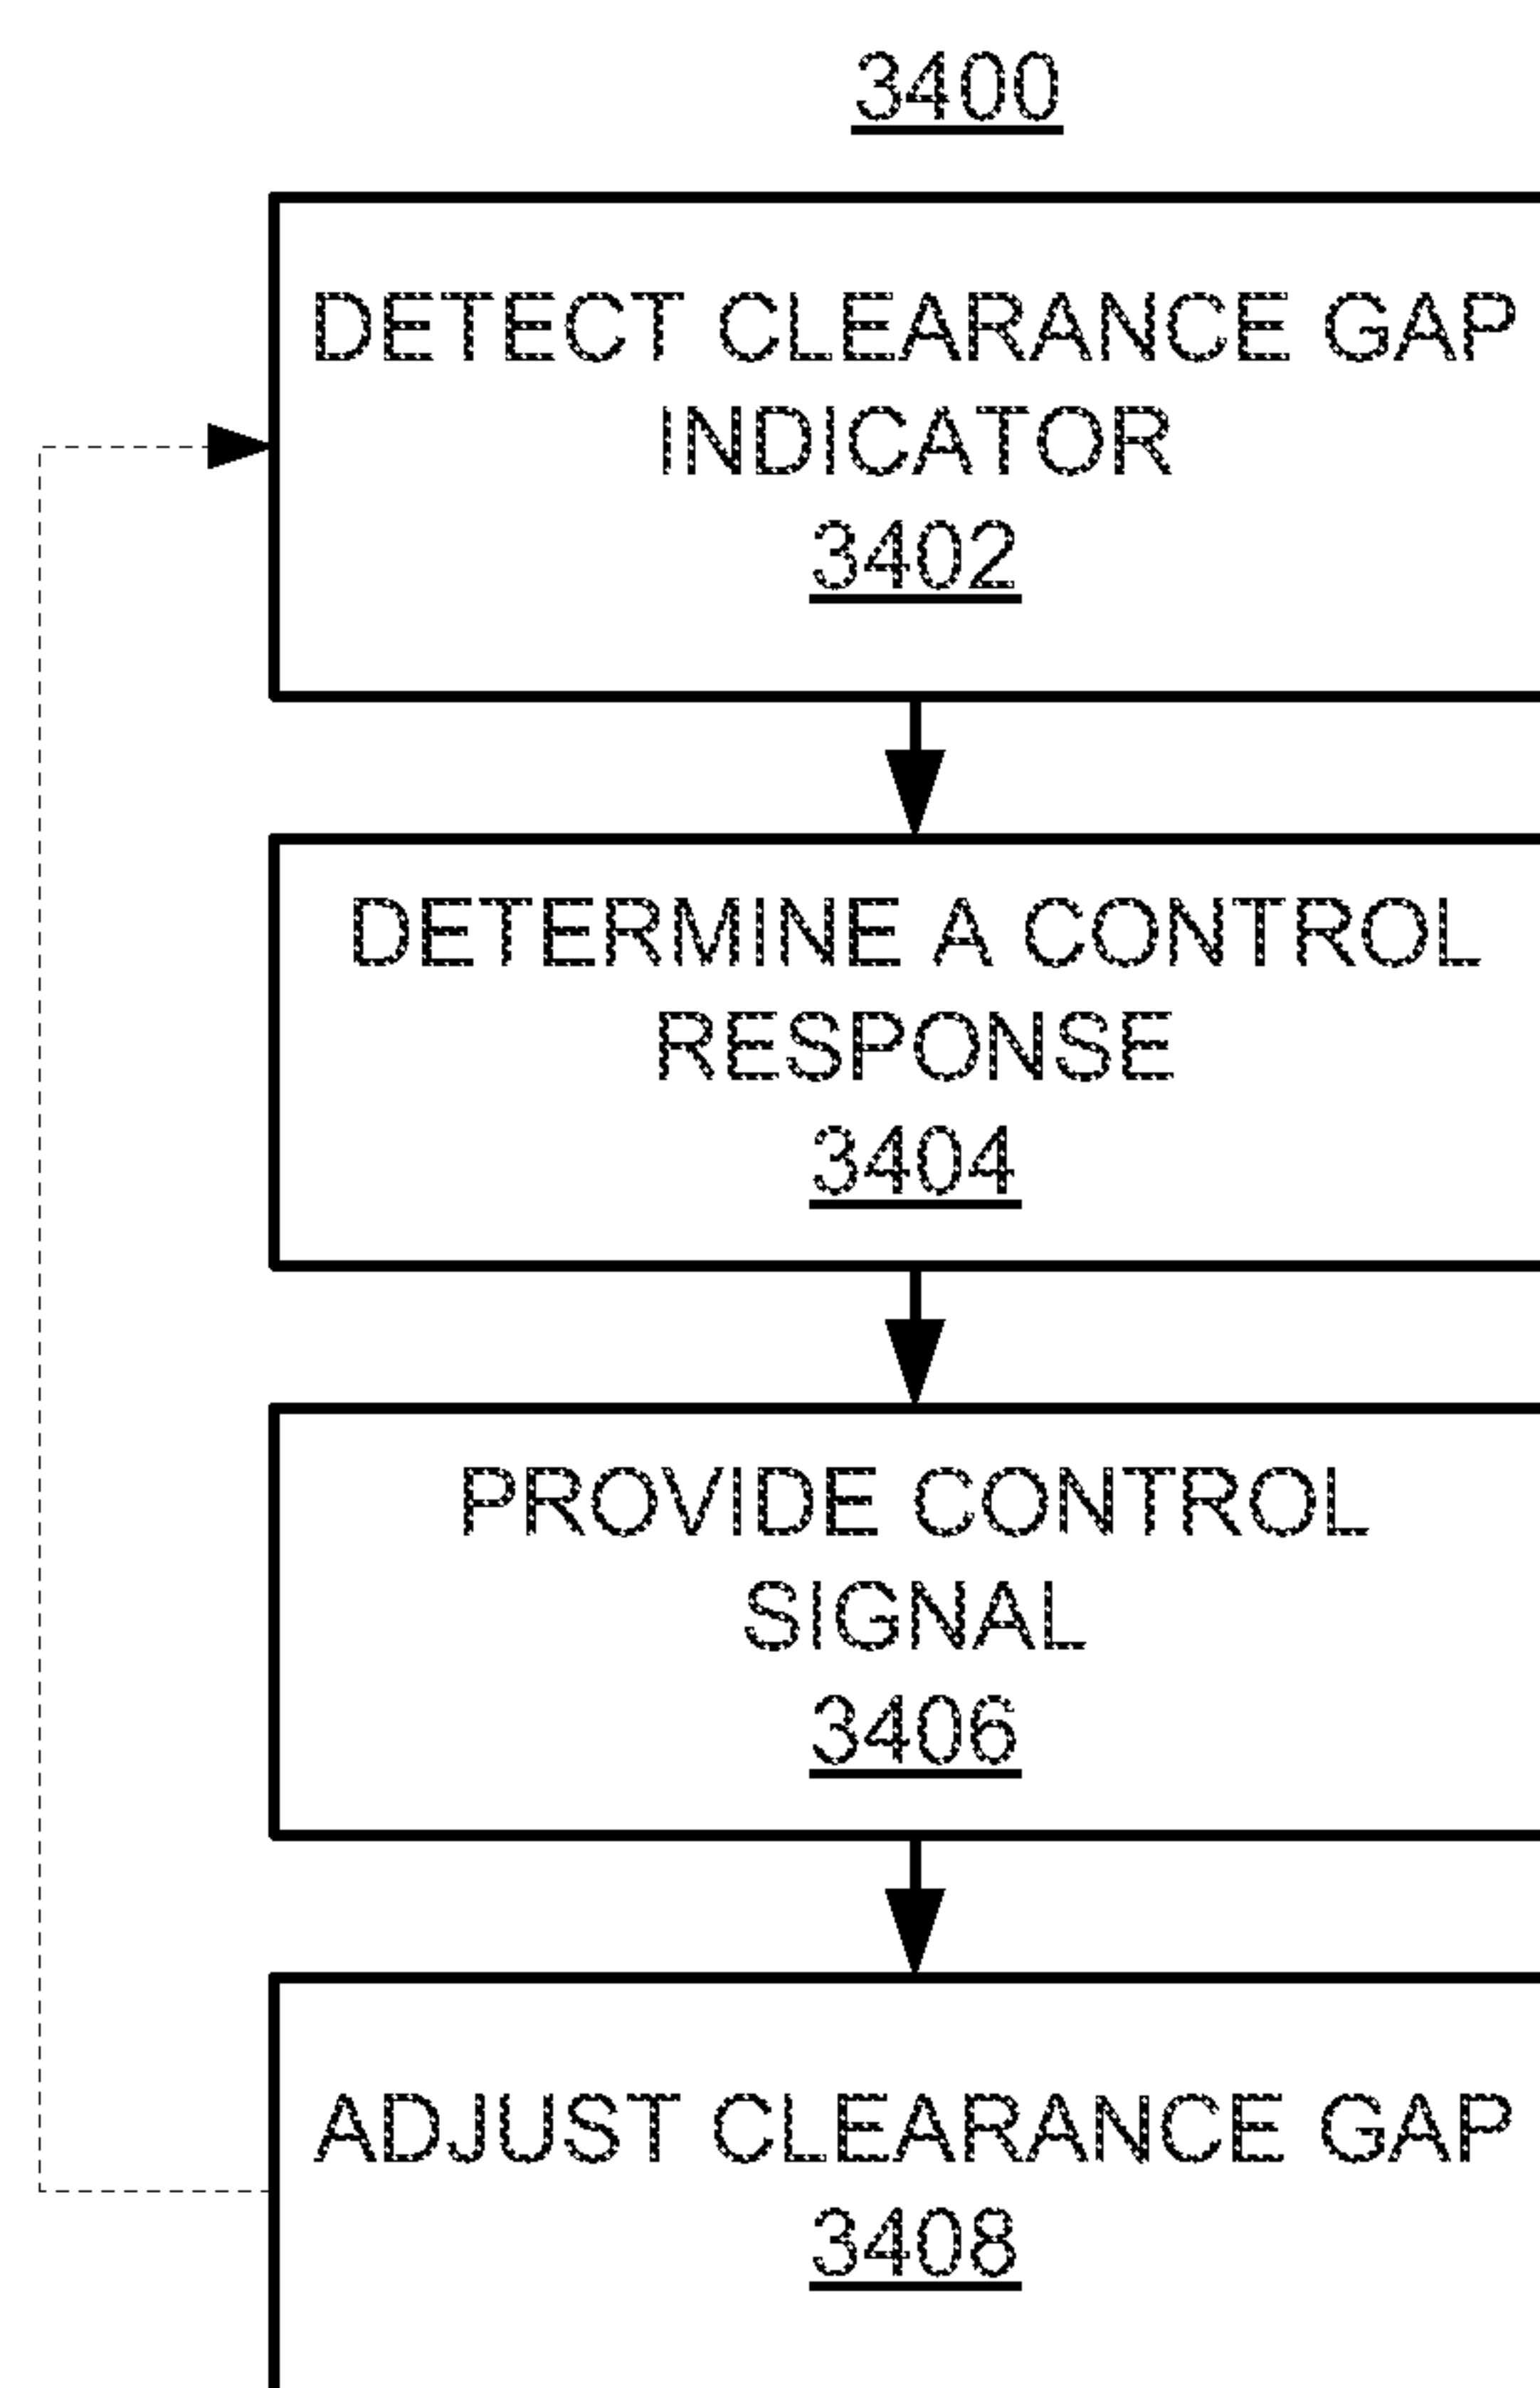 3400
DETECT CLEARANCE GAP
INDICATOR
3402
DETERMINE A CONTROL
RESPONSE
3404
PROVIDE CONTROL
SIGNAL
3406
ADJUST CLEARANCE GAP
3408